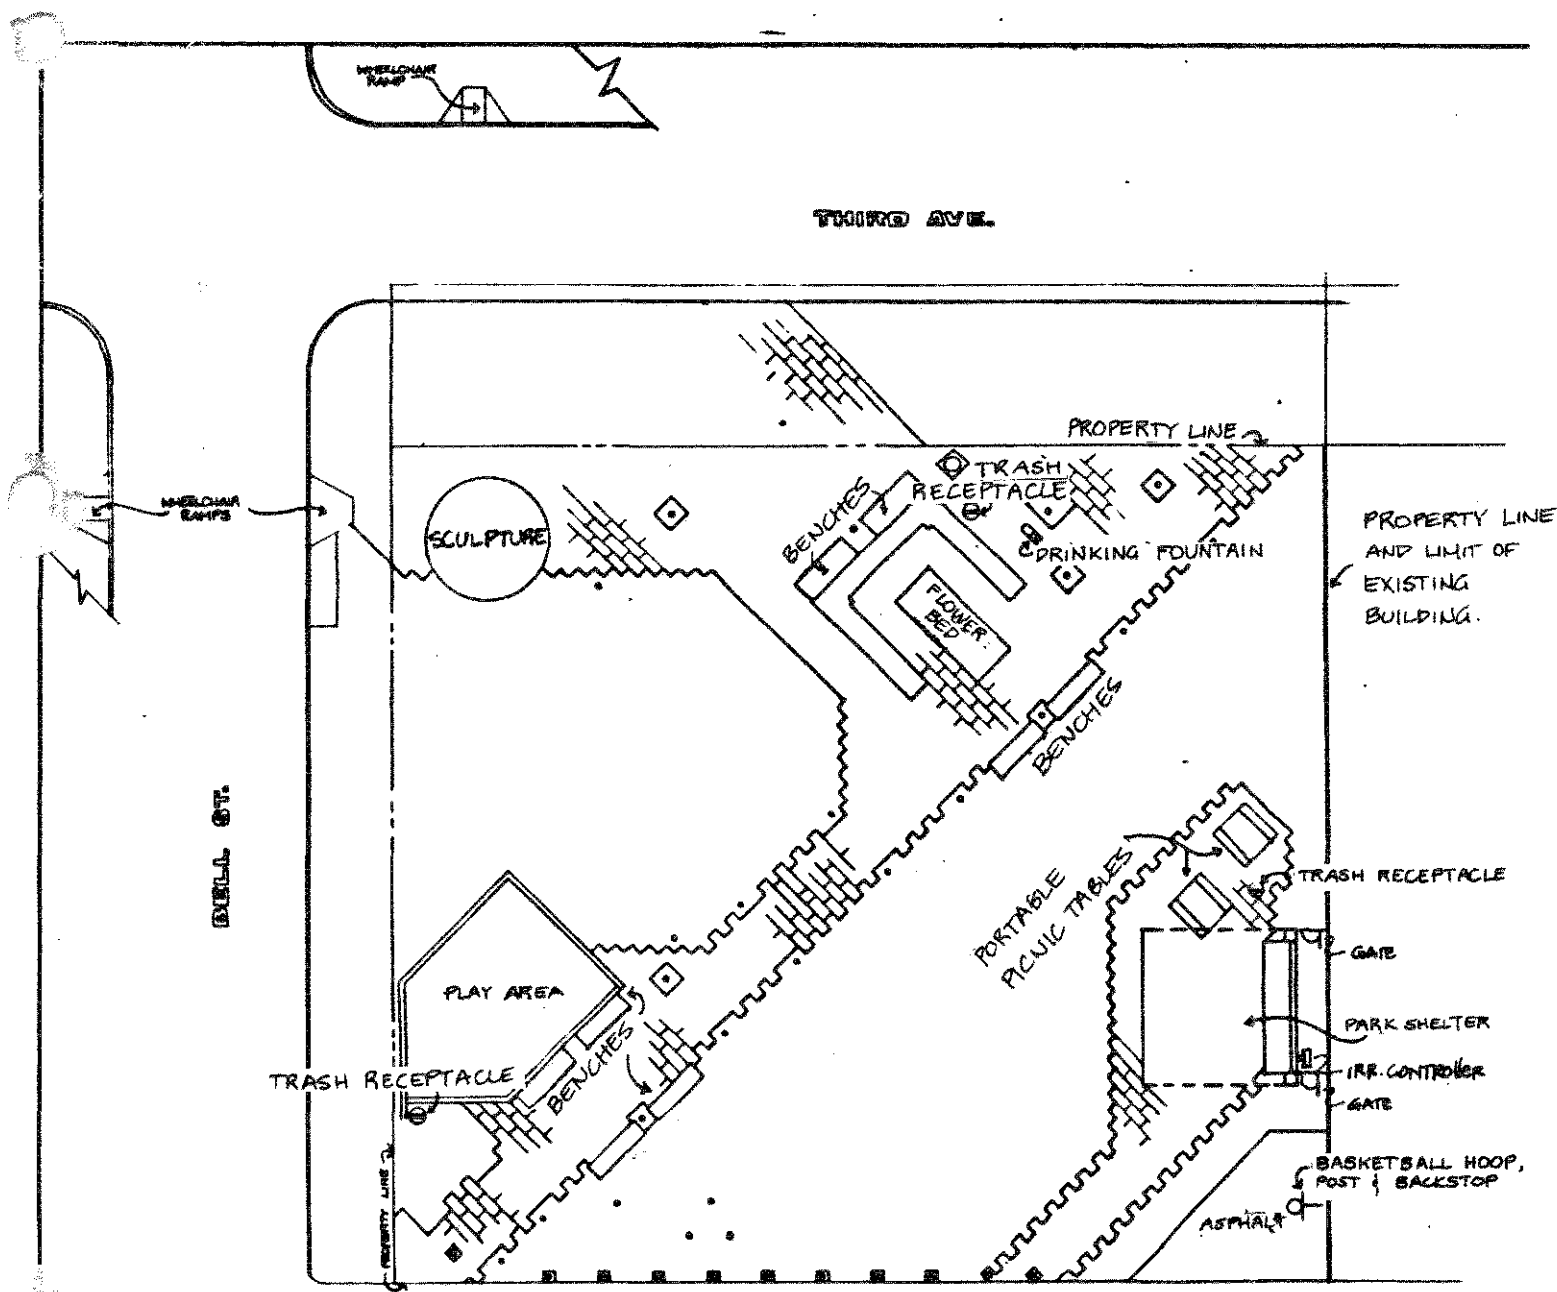 WHEELCHAIR
RAMP
THIRD AVE.
PROPERTY LINE
TRASH
RECEPTACLE
BENCHES
WHEELCHAIR
RAMPS
SCULPTURE
DRINKING FOUNTAIN
PROPERTY LINE
AND LIMIT OF
EXISTING
BUILDING.
FLOWER
BED
BENCHES
BELL ST.
PORTABLE
PICNIC TABLES
TRASH RECEPTACLE
GATE
PLAY AREA
PARK SHELTER
BENCHES
TRASH RECEPTACLE
IRR. CONTROLLER
GATE
PROPERTY LINE
BASKETBALL HOOP,
POST & BACKSTOP
ASPHALT